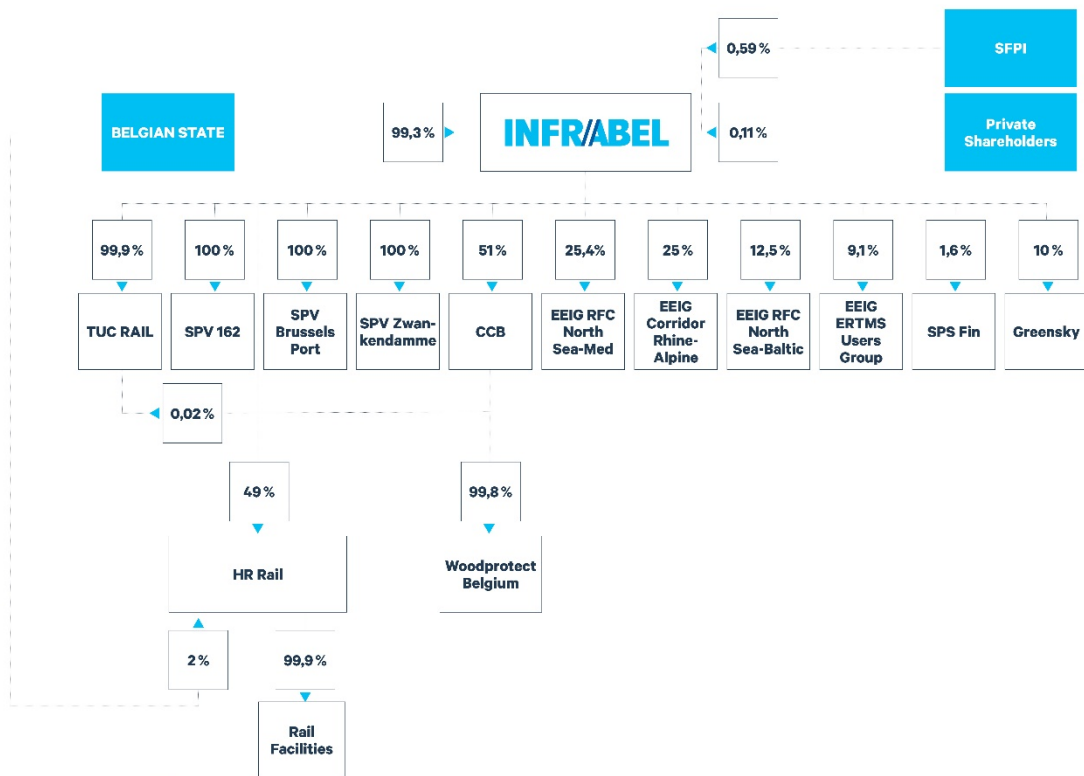 0,59 %
SFPI
BELGIAN STATE
99,3 %
INFR//ABEL
0,11 %
Private
Shareholders
99,9 %
100 %
100 %
100 %
51 %
25,4%
25 %
12,5 %
9,1 %
1,6 %
10 %
TUC RAIL
SPV 162
SPV
Brussels
Port
SPV Zwan-
kendamme
CCB
EEIG RFC
North
Sea-Med
EEIG
Corridor
Rhine-
Alpine
EEIG RFC
North
Sea-Baltic
EEIG
ERTMS
Users
Group
SPS Fin
Greensky
0,02 %
49 %
99,8 %
HR Rail
Woodprotect
Belgium
2 %
99,9 %
Rail
Facilities